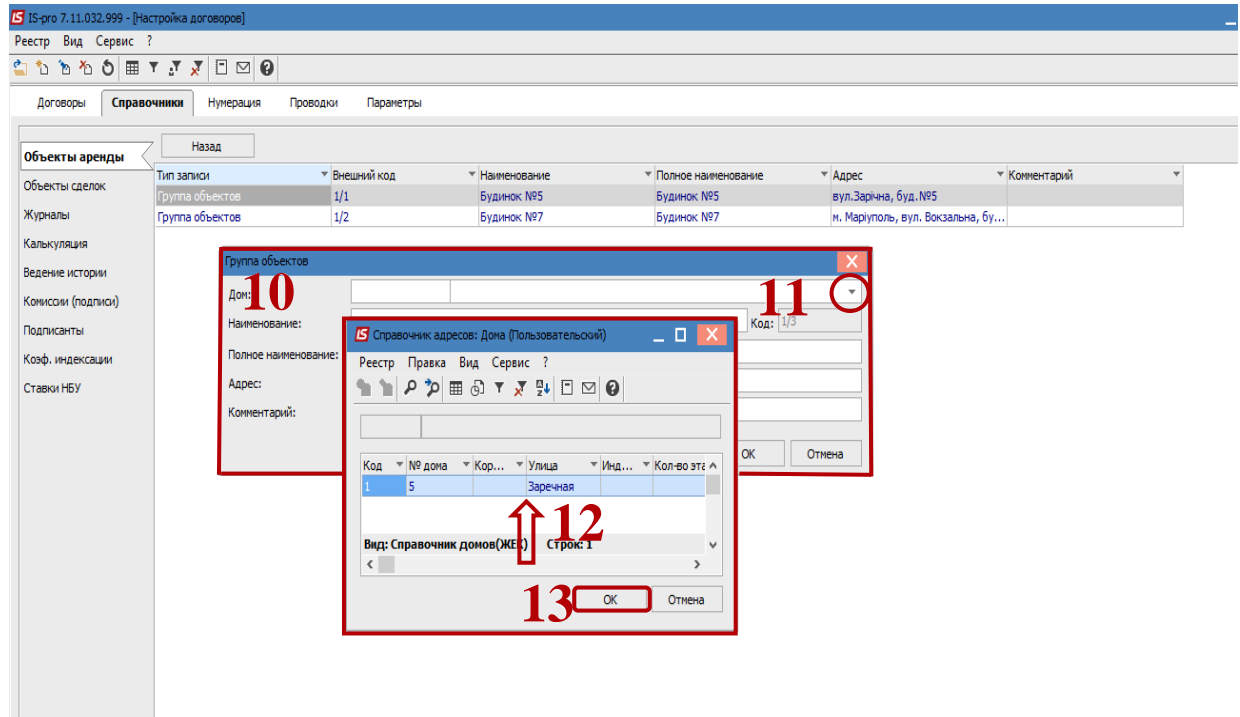 IS-pro 7.11.032.999 - [Настройка договоров]
Реестр Вид Сервис ?
Договоры Справочники Нумерация Проводки Параметры
Объекты аренды
Объекты сделок
Журналы
Калькуляция
Ведение истории
Комиссии (подписи)
Подписанты
Коэф. индексации
Ставки НБУ
Назад
Тип записи Внешний код Наименование Полное наименование Адрес Комментарий
Группа объектов 1/1 Будинок №5 Будинок №5 вул.Зарічна, буд.№5
Группа объектов 1/2 Будинок №7 Будинок №7 м. Маріуполь, вул. Вокзальна, бу...
Группа объектов
10
11
Дом:
Наименование: Код: 1/3
Полное наименование:
Адрес:
Комментарий:
ОК Отмена
Справочник адресов: Дома (Пользовательский)
Реестр Правка Вид Сервис ?
Код № дома Кор... Улица Инд... Кол-во эта
1 5 Заречная
12
Вид: Справочник домов(ЖЕК) Строк: 1
13
ОК Отмена